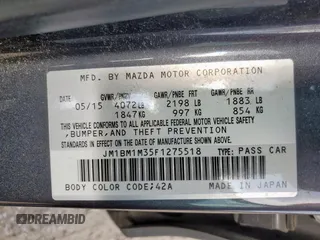 MFD. BY MAZDA MOTOR CORPORATION
GVWR/PNBV GAWR/PNBE FRT GAWR/PNBE RR
05/15 4072LB 2198 LB 1883 LB
1847KG 997 KG 854 KG
THIS VEHICLE CONFORMS TO ALL
APPLICABLE FEDERAL MOTOR VEHICLE SAFETY
,BUMPER,AND THEFT PREVENTION
STANDARDS IN EFFECT ON THE DATE OF
MANUFACTURE SHOWN ABOVE.
JM1BM1M35F1275518 TYPE: PASS CAR
BODY COLOR CODE;42A MADE IN JAPAN
DREAMBID
dreambid.com